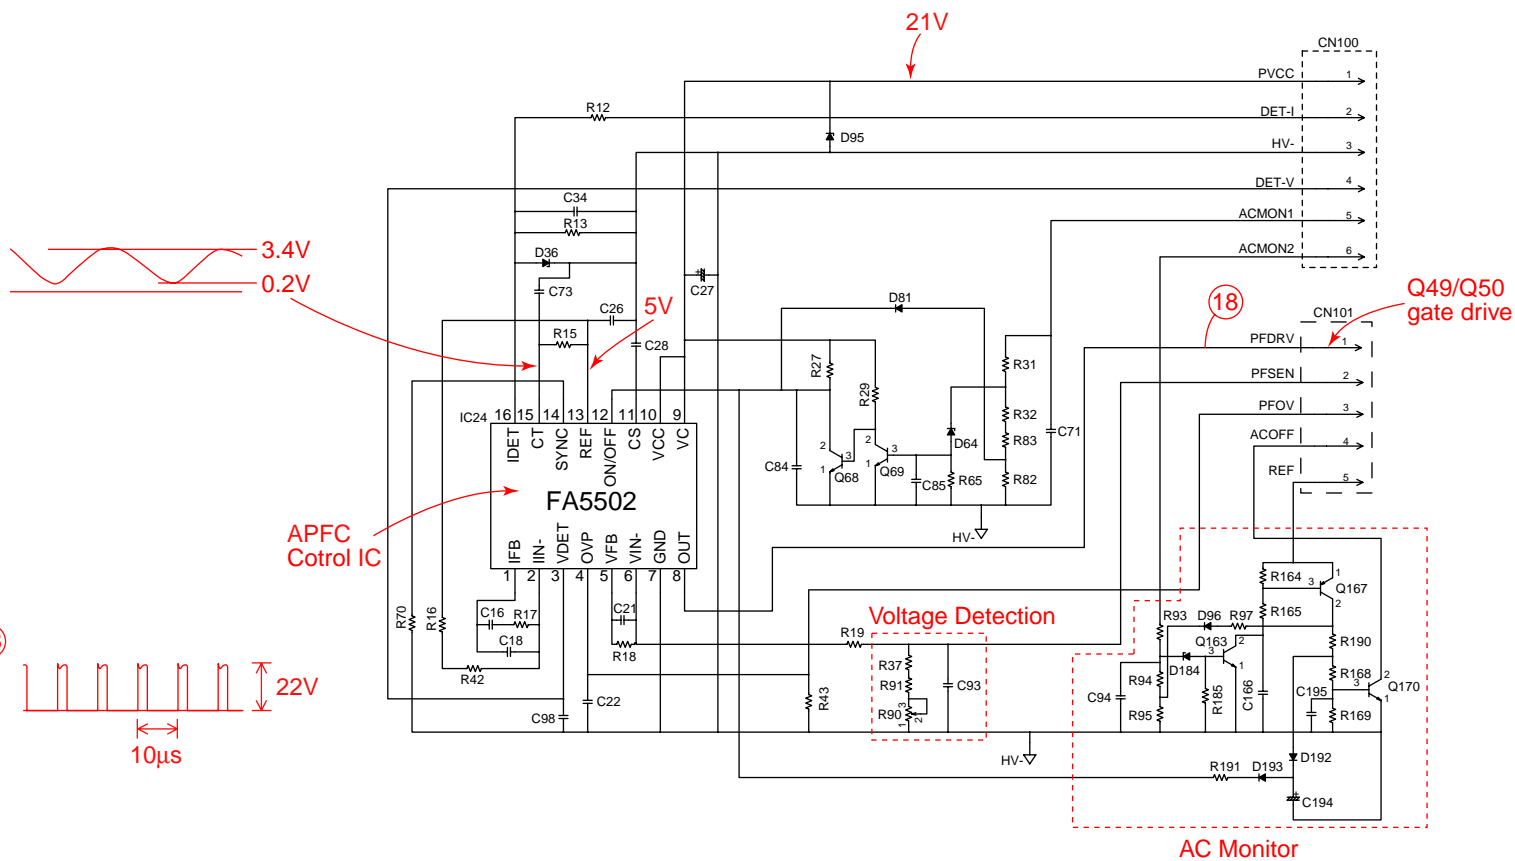 21V
CN100
PVCC 1
R12
DET-I 2
D95
HV- 3
DET-V 4
C34
R13
ACMON1 5
D36
ACMON2 6
3.4V
0.2V
C73
+
C27
C26
5V
D81
18
Q49/Q50
gate drive
CN101
R15
C28
PFDRV 1
R27
R29
R31
PFSEN 2
R32
PFOV 3
IC24
16 15 14 13 12 11 10 9
IDET
CT
SYNC
REF
ON/OFF
CS
VCC
VC
D64
R83
C71
ACOFF 4
C84
2
3
1
Q68
2
3
1
Q69
C85
R65
R82
REF 5
FA5502
HV-
APFC
Cotrol IC
IFB
IIN-
VDET
OVP
VFB
VIN-
GND
OUT
1 2 3 4 5 6 7 8
R70
R16
C16
R17
C18
R42
C21
R18
C22
C98
R19
R43
Voltage Detection
R37
R91
R90
3
2
1
C93
R164
1
3
2
Q167
R165
R93
D96
R97
Q163
2
3
1
R190
D184
R94
R168
3
2
1
Q170
C94
R95
R185
C166
C195
R169
HV-
D192
R191
D193
+
C194
AC Monitor
22V
10µs